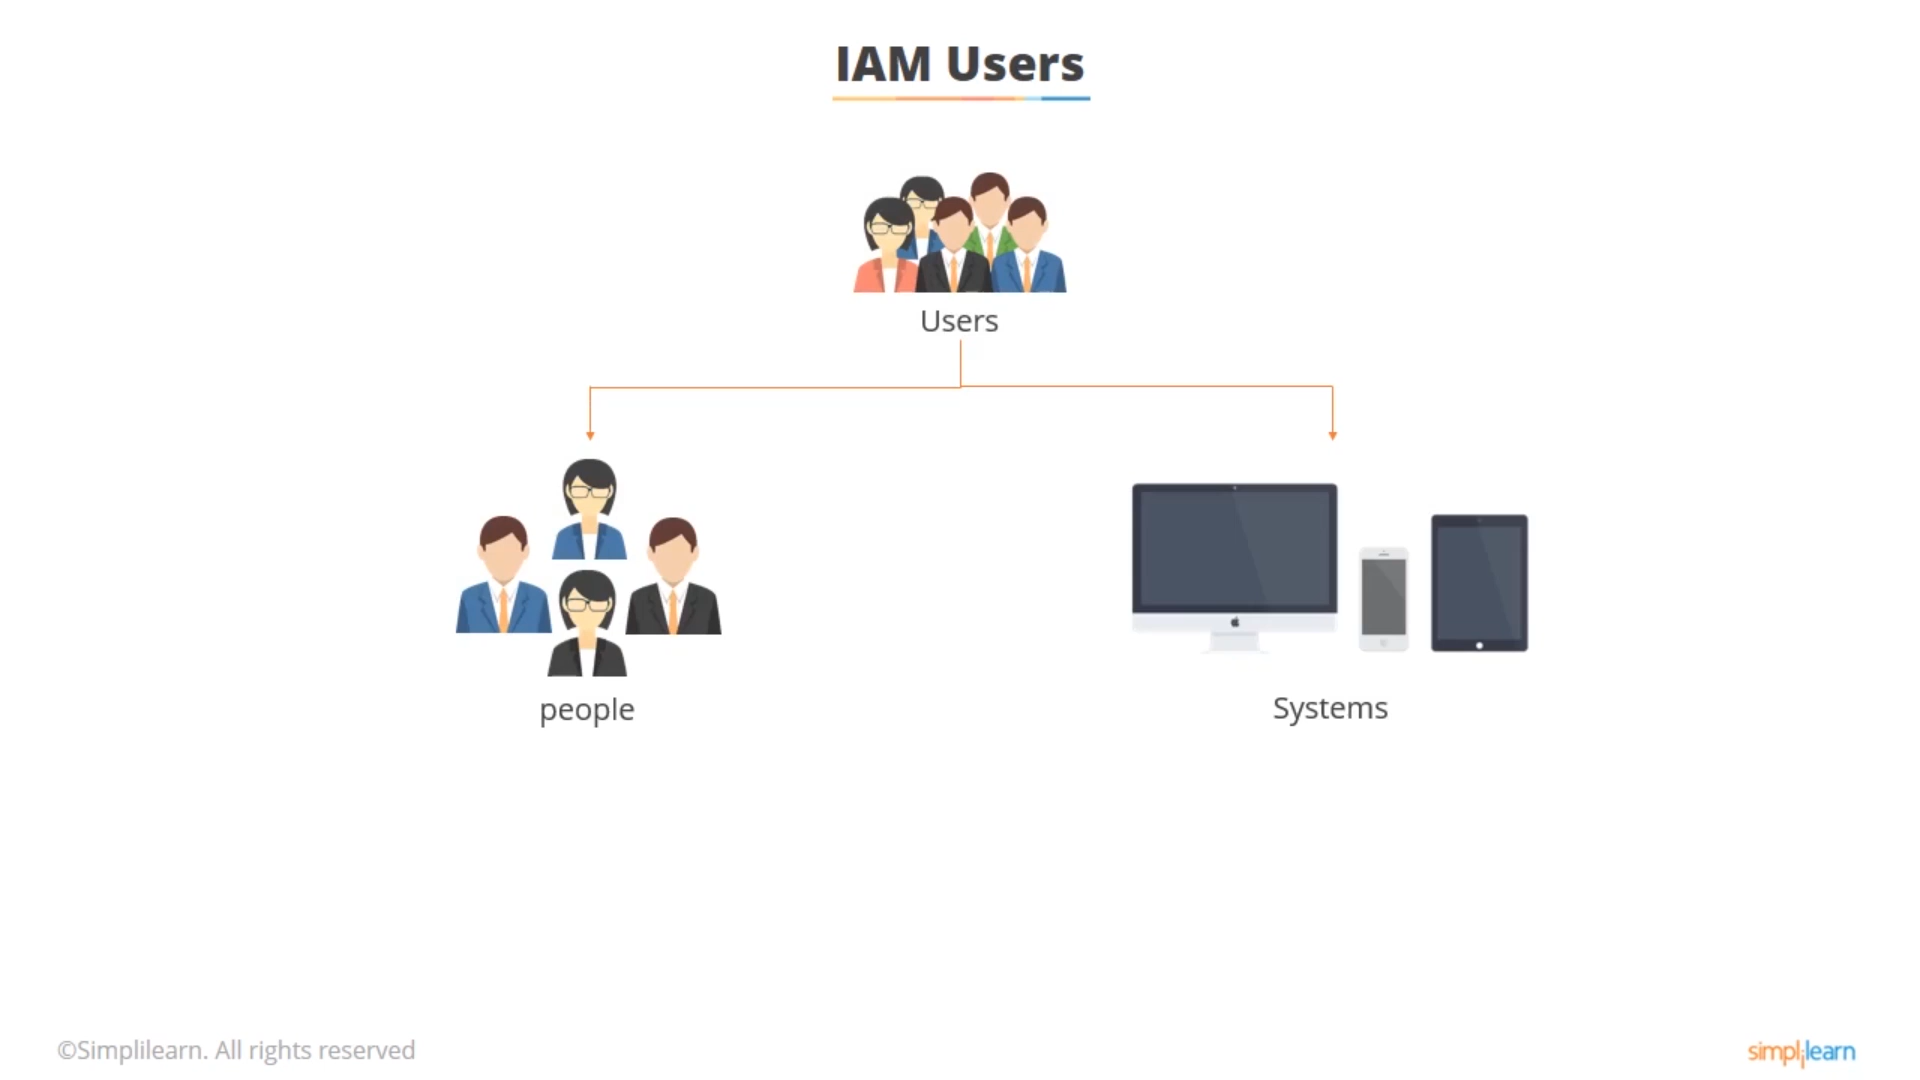 IAM Users
Users
people
Systems
©Simplilearn. All rights reserved
simplilearn